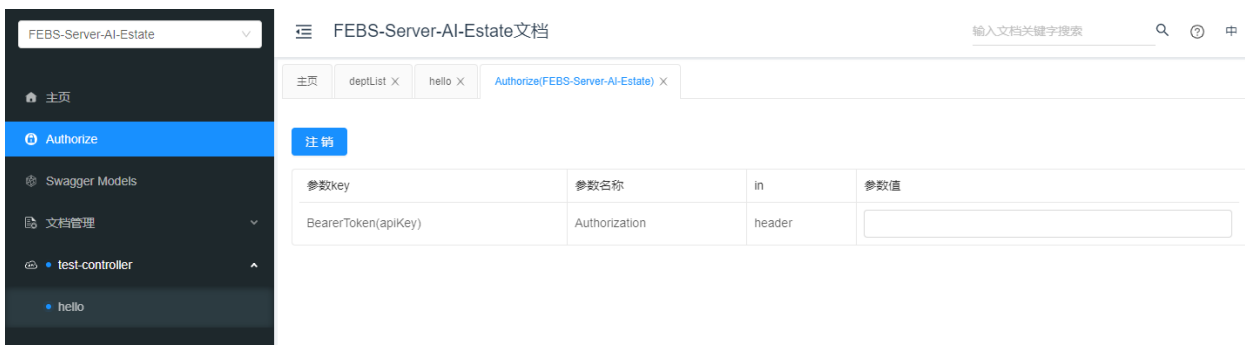 FEBS-Server-AI-Estate
FEBS-Server-AI-Estate文档
输入文档关键字搜索
中
主页
deptList
hello
Authorize(FEBS-Server-AI-Estate)
主页
Authorize
Swagger Models
文档管理
test-controller
hello
注 销
参数key 参数名称 in 参数值
BearerToken(apiKey) Authorization header